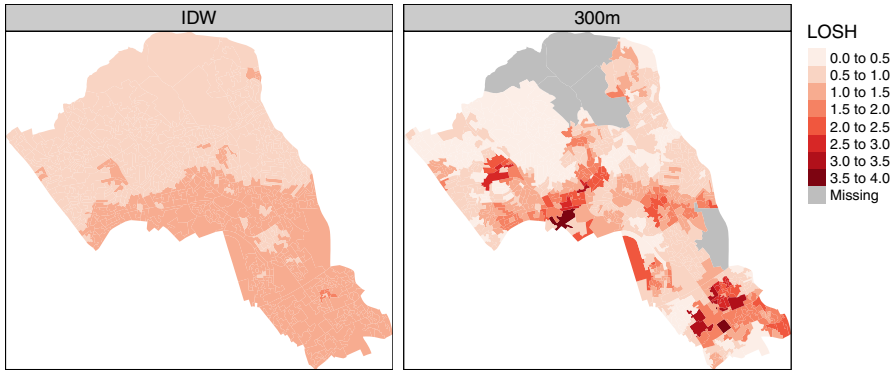 IDW
300m
LOSH
0.0 to 0.5
0.5 to 1.0
1.0 to 1.5
1.5 to 2.0
2.0 to 2.5
2.5 to 3.0
3.0 to 3.5
3.5 to 4.0
Missing